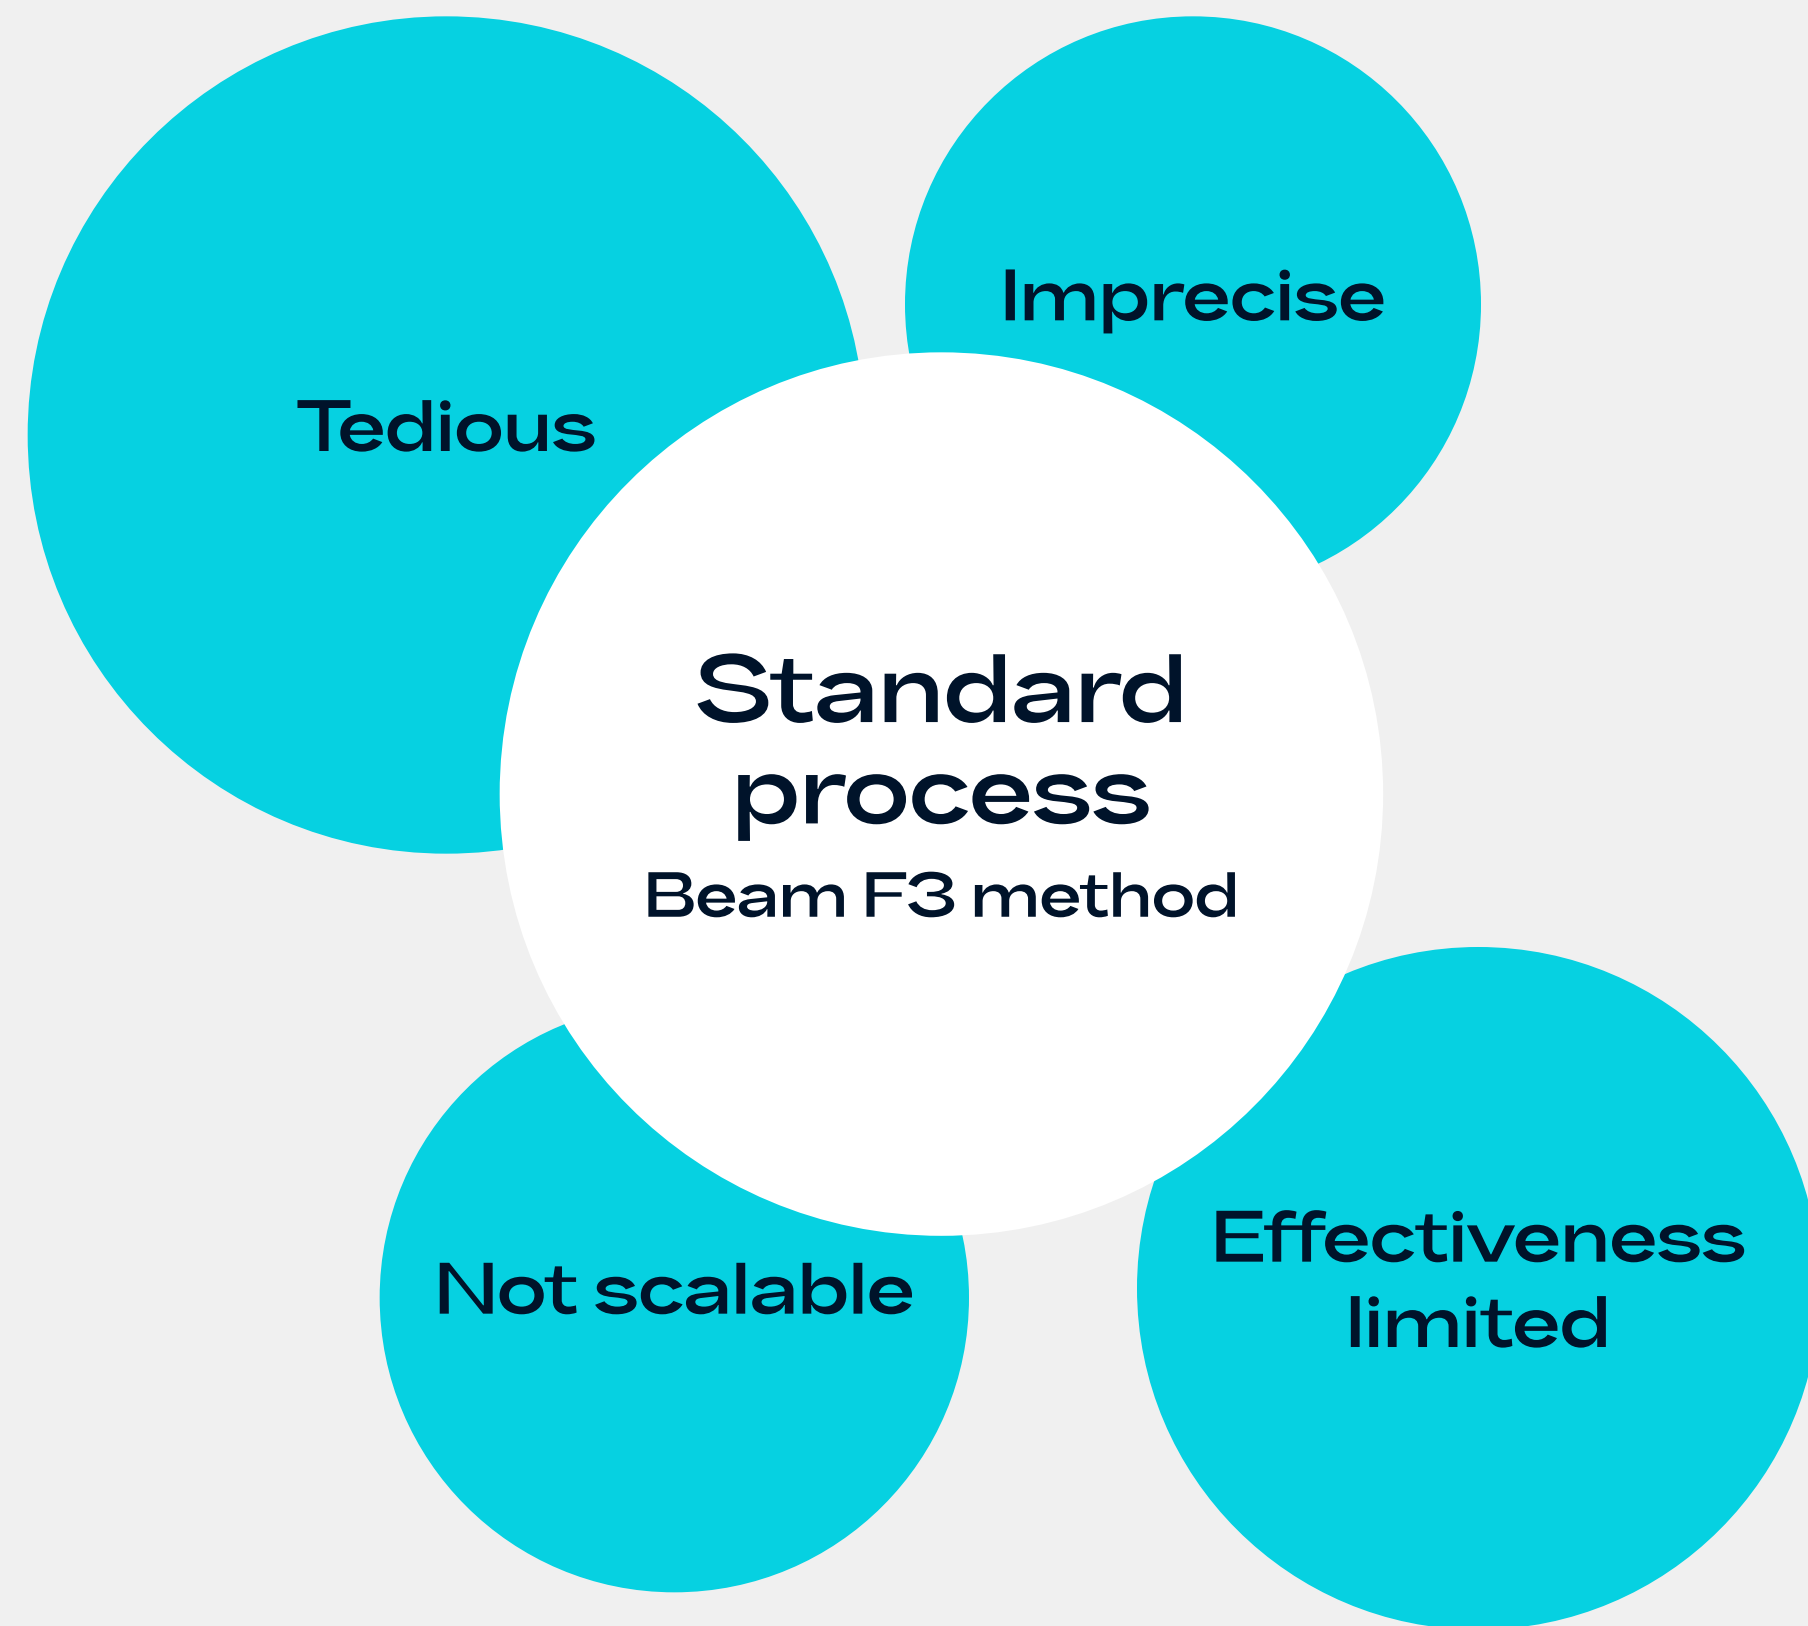 Tedious
Imprecise
Standard
process
Beam F3 method
Not scalable
Effectiveness
limited